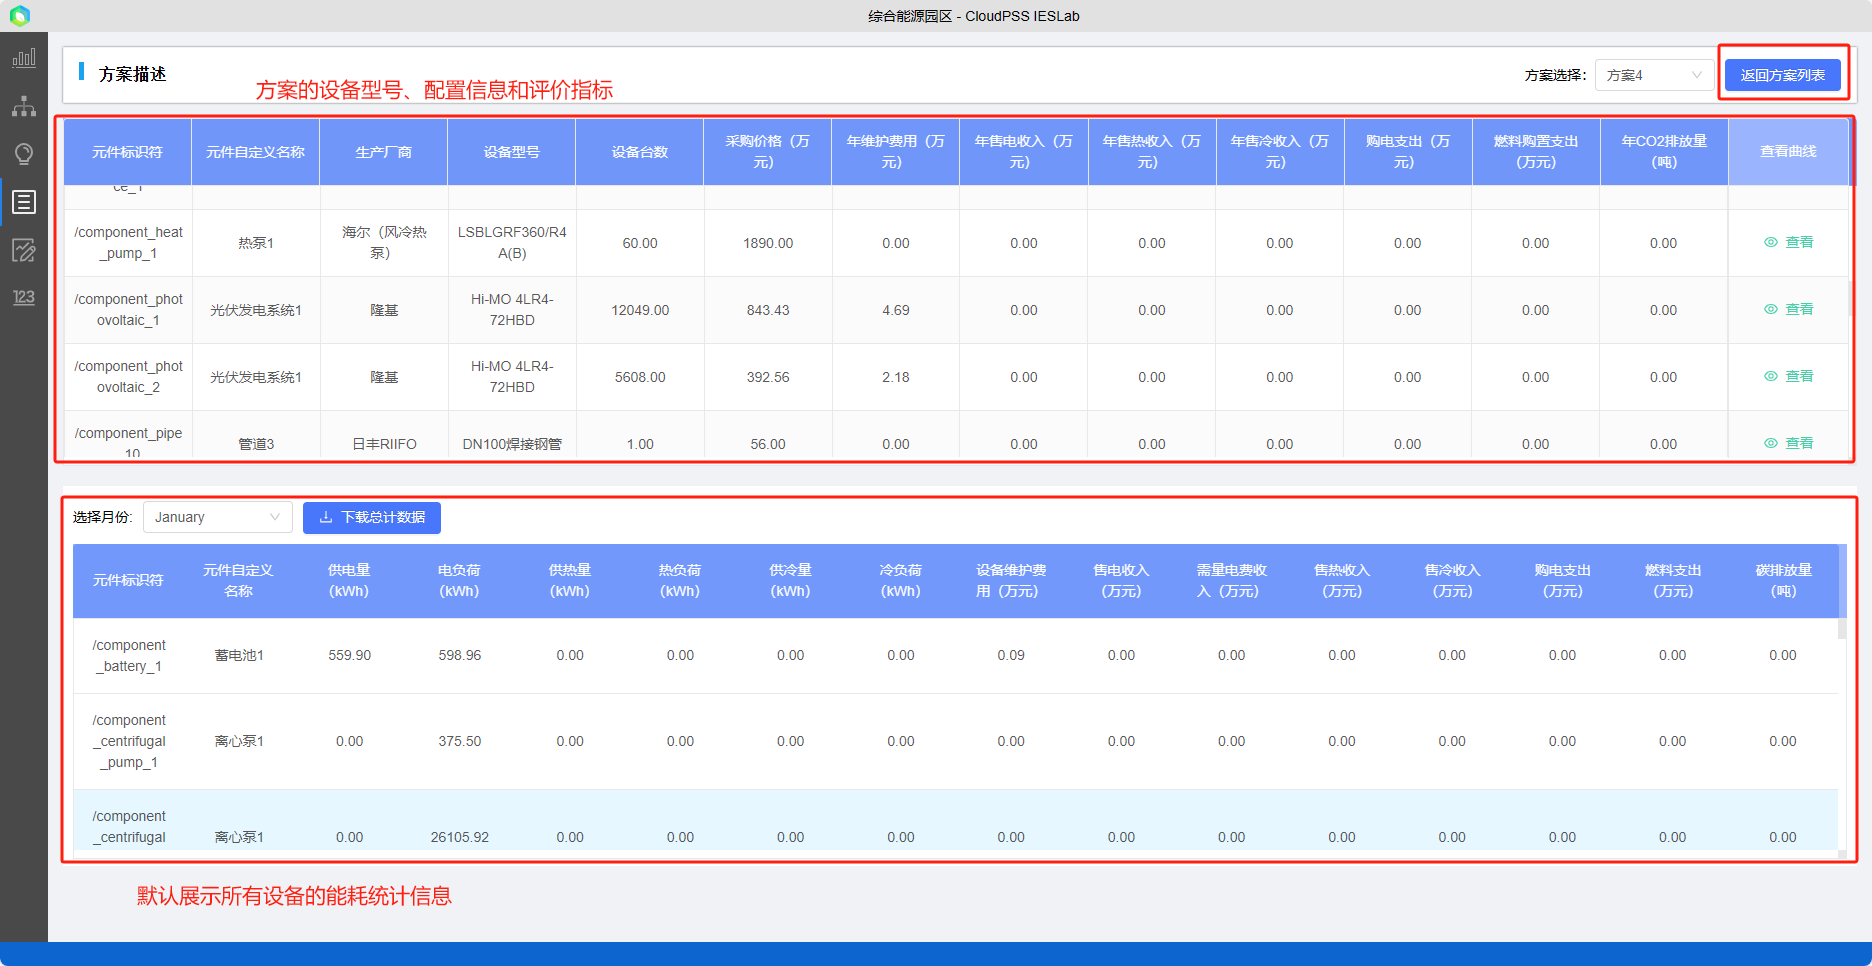 综合能源园区 - CloudPSS IESLab
方案描述
方案的设备型号、配置信息和评价指标
方案选择: 方案4 返回方案列表
元件标识符 元件自定义名称 生产厂商 设备型号 设备台数 采购价格（万元） 年维护费用（万元） 年售电收入（万元） 年售热收入（万元） 年售冷收入（万元） 购电支出（万元） 燃料购置支出（万元） 年CO2排放量（吨） 查看曲线
ce_1
/component_heat_pump_1 热泵1 海尔（风冷热泵） LSBLGRF360/R4A(B) 60.00 1890.00 0.00 0.00 0.00 0.00 0.00 0.00 0.00 查看
/component_photovoltaic_1 光伏发电系统1 隆基 Hi-MO 4LR4-72HBD 12049.00 843.43 4.69 0.00 0.00 0.00 0.00 0.00 0.00 查看
/component_photovoltaic_2 光伏发电系统1 隆基 Hi-MO 4LR4-72HBD 5608.00 392.56 2.18 0.00 0.00 0.00 0.00 0.00 0.00 查看
/component_pipe 10 管道3 日丰RIIFO DN100焊接钢管 1.00 56.00 0.00 0.00 0.00 0.00 0.00 0.00 0.00 查看
选择月份: January 下载总计数据
元件标识符 元件自定义名称 供电量（kWh） 电负荷（kWh） 供热量（kWh） 热负荷（kWh） 供冷量（kWh） 冷负荷（kWh） 设备维护费用（万元） 售电收入（万元） 需量电费收入（万元） 售热收入（万元） 售冷收入（万元） 购电支出（万元） 燃料支出（万元） 碳排放量（吨）
/component_battery_1 蓄电池1 559.90 598.96 0.00 0.00 0.00 0.00 0.09 0.00 0.00 0.00 0.00 0.00 0.00 0.00
/component_centrifugal_pump_1 离心泵1 0.00 375.50 0.00 0.00 0.00 0.00 0.00 0.00 0.00 0.00 0.00 0.00 0.00 0.00
/component_centrifugal 离心泵1 0.00 26105.92 0.00 0.00 0.00 0.00 0.00 0.00 0.00 0.00 0.00 0.00 0.00 0.00
默认展示所有设备的能耗统计信息
123